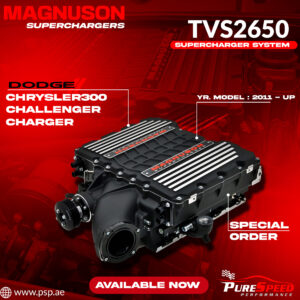 MAGNUSON
SUPERCHARGERS
TVS2650
SUPERCHARGER SYSTEM
DODGE
CHRYSLER300
CHALLENGER
CHARGER
YR. MODEL : 2011 - UP
SPECIAL
ORDER
AVAILABLE NOW
www.psp.ae
PURESPEED
PERFORMANCE